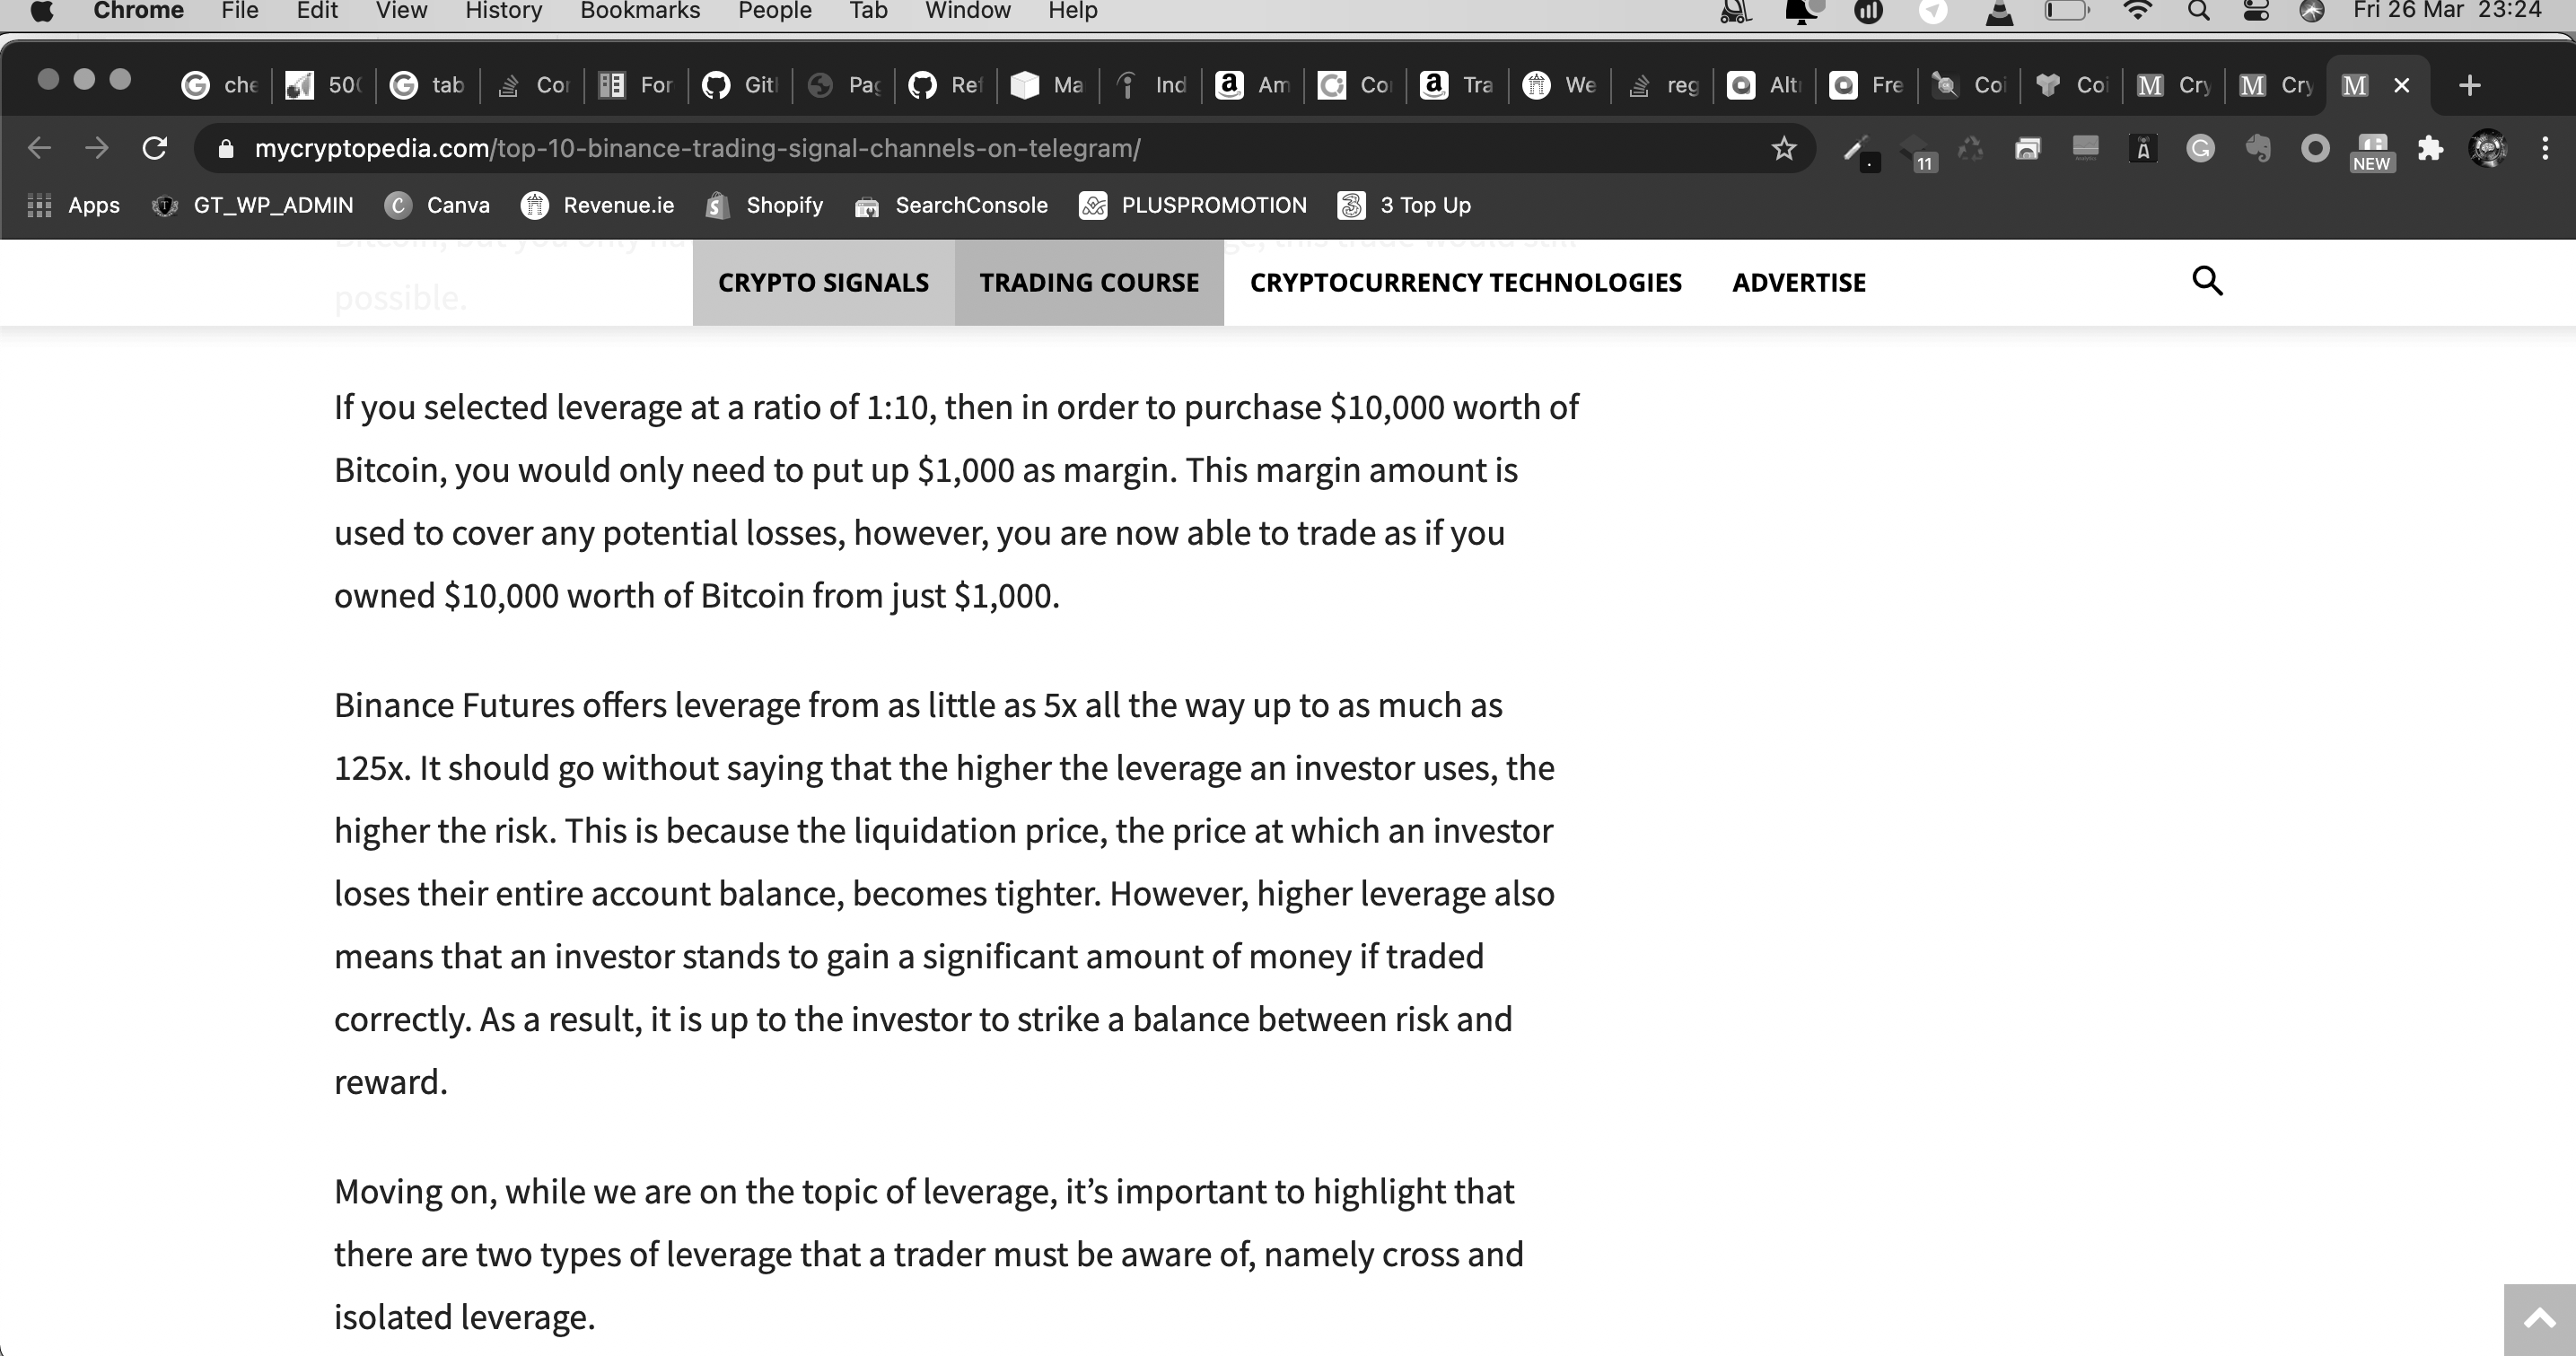 Chrome File Edit View History Bookmarks People Tab Window Help Fri 26 Mar 23:24
che 50 tab Cor For Git Pag Ref Ma Ind Am Co Tra We reg Alt Fre Coi Coi Cry Cry
mycryptopedia.com/top-10-binance-trading-signal-channels-on-telegram/ 11 NEW
Apps GT_WP_ADMIN Canva Revenue.ie Shopify SearchConsole PLUSPROMOTION 3 Top Up
possible.
CRYPTO SIGNALS TRADING COURSE CRYPTOCURRENCY TECHNOLOGIES ADVERTISE
If you selected leverage at a ratio of 1:10, then in order to purchase $10,000 worth of
Bitcoin, you would only need to put up $1,000 as margin. This margin amount is
used to cover any potential losses, however, you are now able to trade as if you
owned $10,000 worth of Bitcoin from just $1,000.
Binance Futures offers leverage from as little as 5x all the way up to as much as
125x. It should go without saying that the higher the leverage an investor uses, the
higher the risk. This is because the liquidation price, the price at which an investor
loses their entire account balance, becomes tighter. However, higher leverage also
means that an investor stands to gain a significant amount of money if traded
correctly. As a result, it is up to the investor to strike a balance between risk and
reward.
Moving on, while we are on the topic of leverage, it’s important to highlight that
there are two types of leverage that a trader must be aware of, namely cross and
isolated leverage.